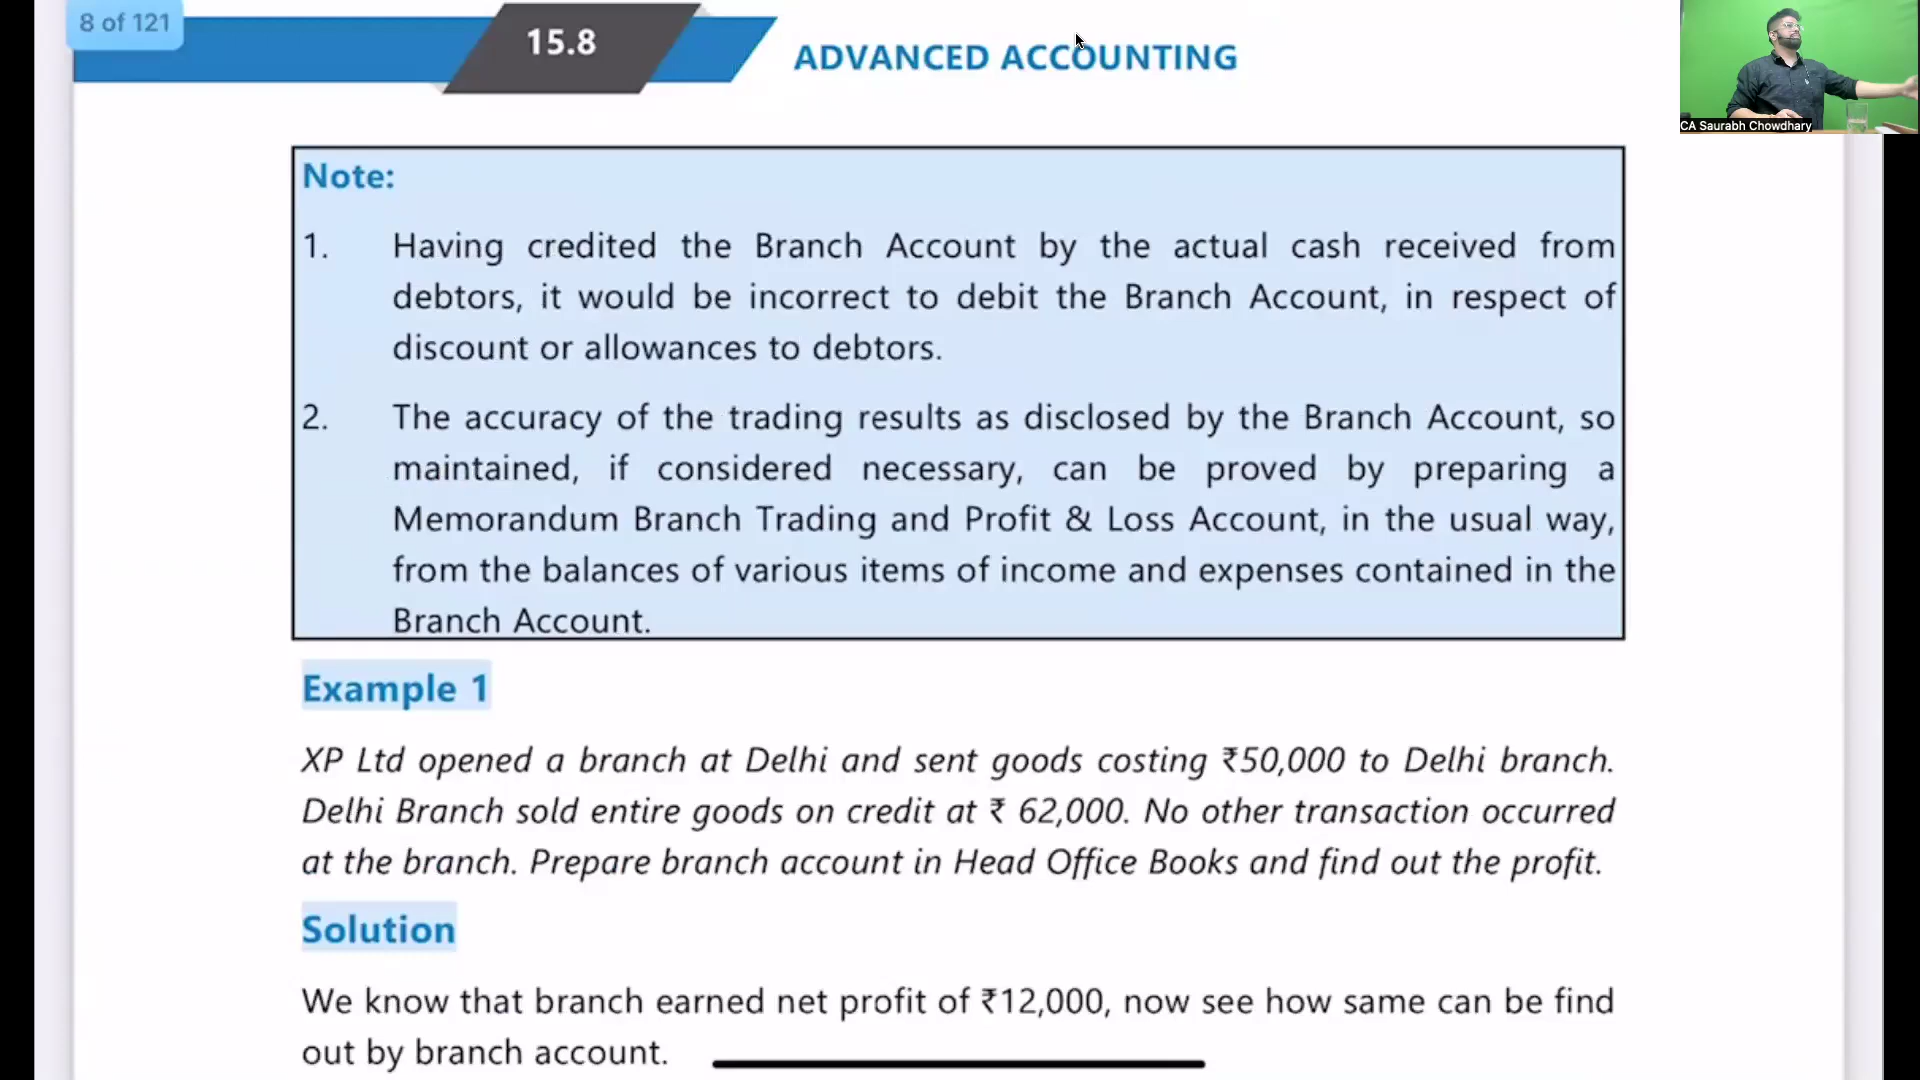 8 of 121
15.8
ADVANCED ACCOUNTING
CA Saurabh Chowdhary
Note:
1. Having credited the Branch Account by the actual cash received from
debtors, it would be incorrect to debit the Branch Account, in respect of
discount or allowances to debtors.
2. The accuracy of the trading results as disclosed by the Branch Account, so
maintained, if considered necessary, can be proved by preparing a
Memorandum Branch Trading and Profit & Loss Account, in the usual way,
from the balances of various items of income and expenses contained in the
Branch Account.
Example 1
XP Ltd opened a branch at Delhi and sent goods costing ₹50,000 to Delhi branch.
Delhi Branch sold entire goods on credit at ₹ 62,000. No other transaction occurred
at the branch. Prepare branch account in Head Office Books and find out the profit.
Solution
We know that branch earned net profit of ₹12,000, now see how same can be find
out by branch account.